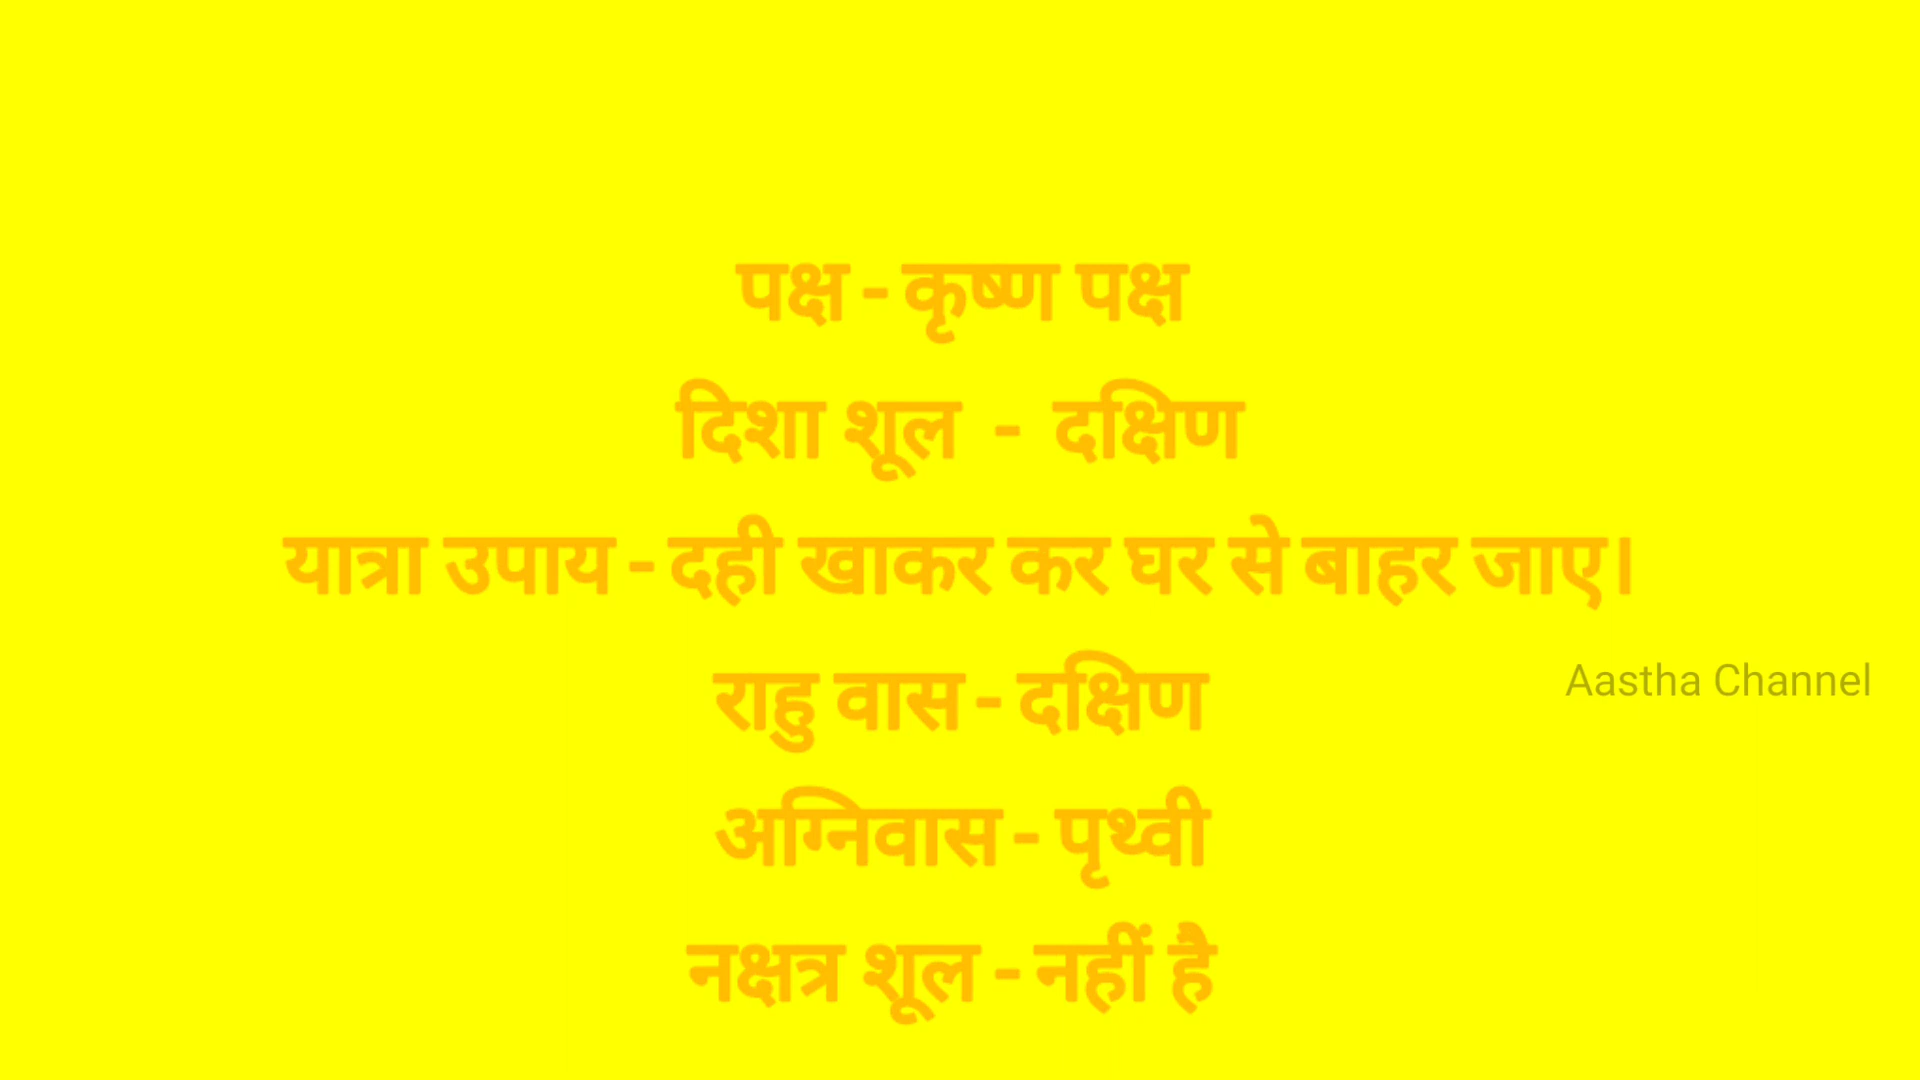 पक्ष - कृष्ण पक्ष
दिशा शूल - दक्षिण
यात्रा उपाय - दही खाकर कर घर से बाहर जाए।
राहु वास - दक्षिण
Aastha Channel
अग्निवास - पृथ्वी
नक्षत्र शूल - नहीं है